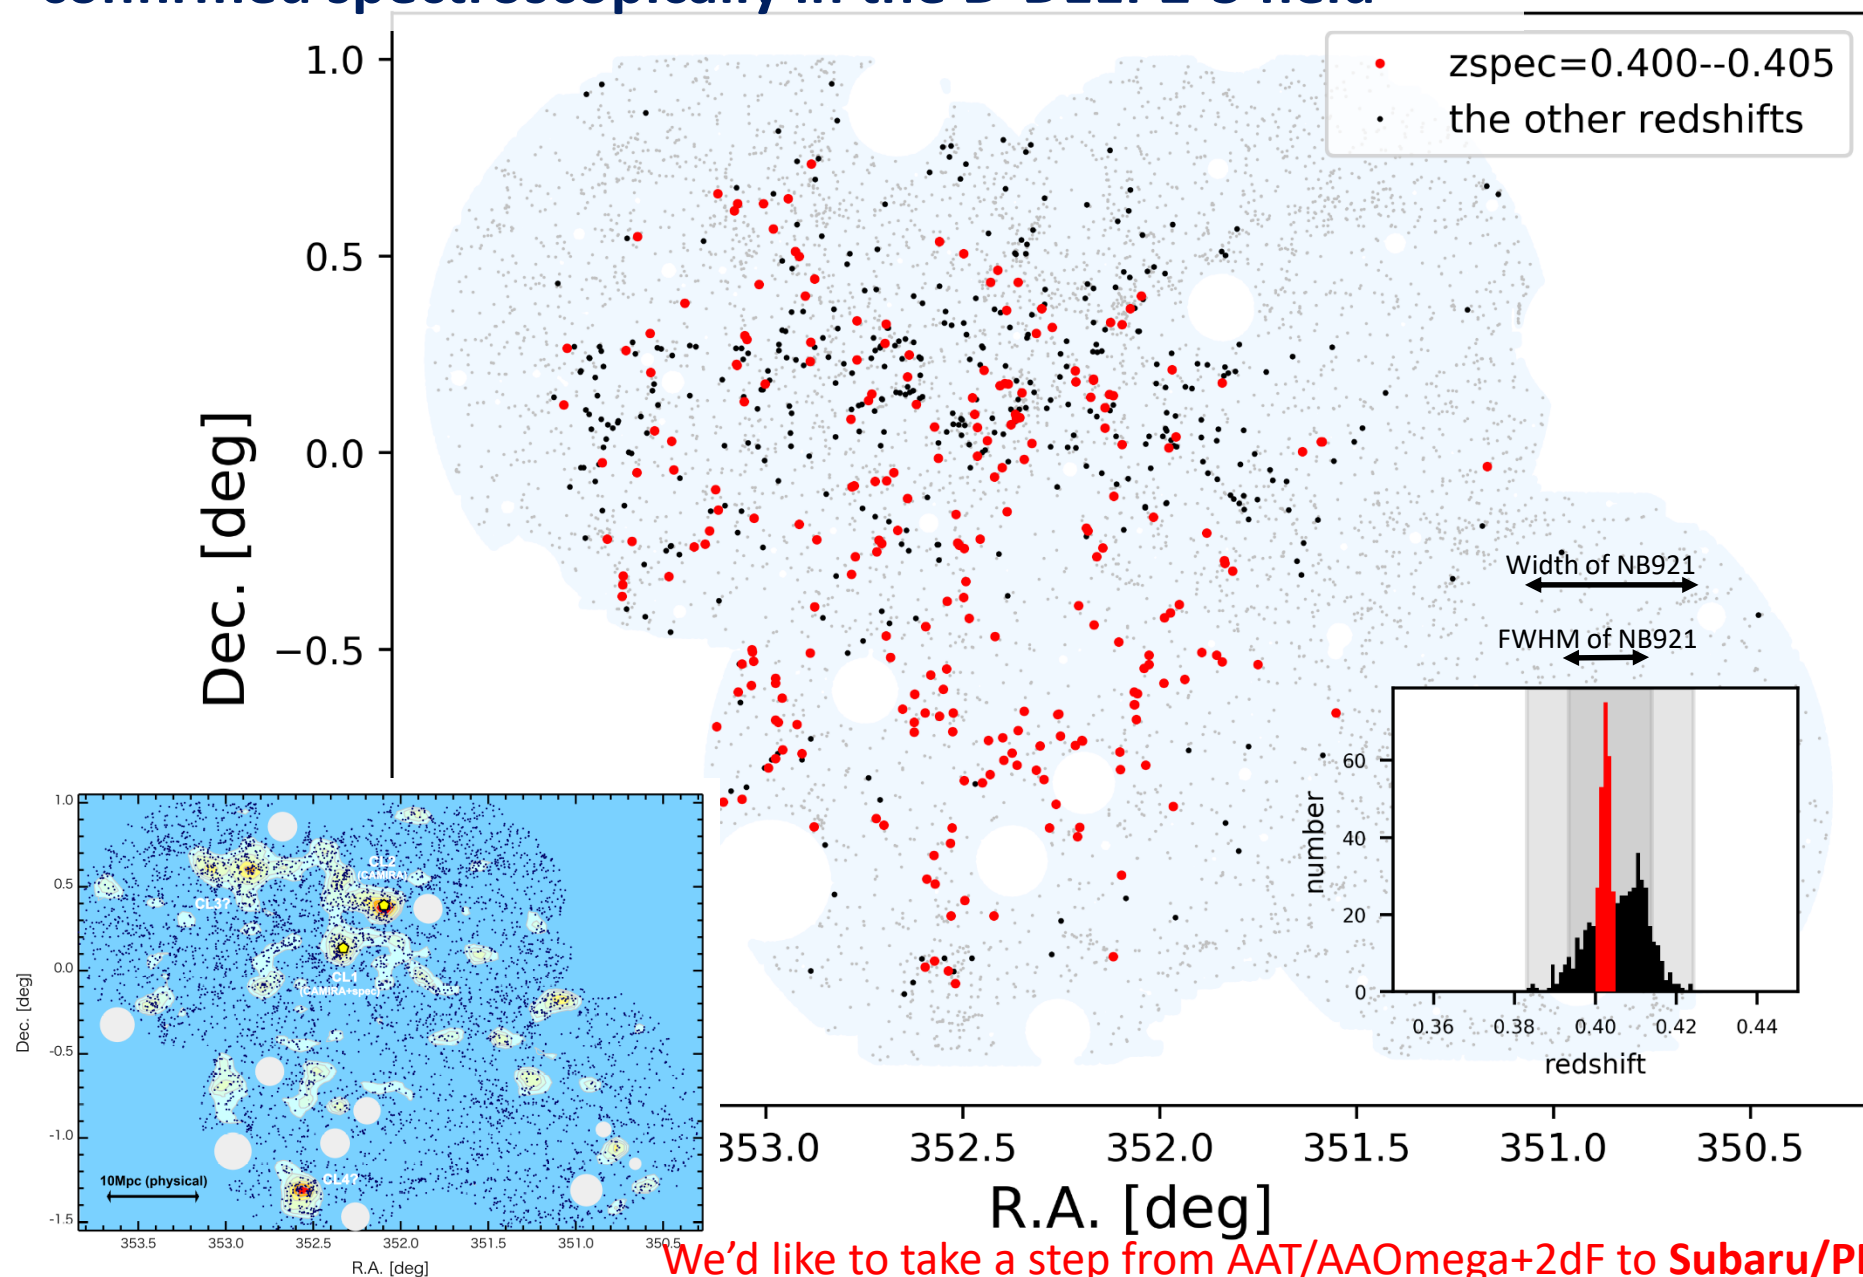 confirmed spectroscopically in the
1.0
0.5
0.0
−0.5
Dec. [deg]
zspec=0.400--0.405
the other redshifts
Width of NB921
FWHM of NB921
60
40
20
0
number
0.36 0.38 0.40 0.42 0.44
redshift
353.0 352.5 352.0 351.5 351.0 350.5
R.A. [deg]
1.0
0.5
0.0
-0.5
-1.0
-1.5
Dec. [deg]
CL2
(CAMIRA)
CL3?
CL1
(CAMIRA+spec)
CL4?
10Mpc (physical)
353.5 353.0 352.5 352.0 351.5 351.0 350.5
R.A. [deg]
We'd like to take a step from AAT/AAOmega+2dF to Subaru/